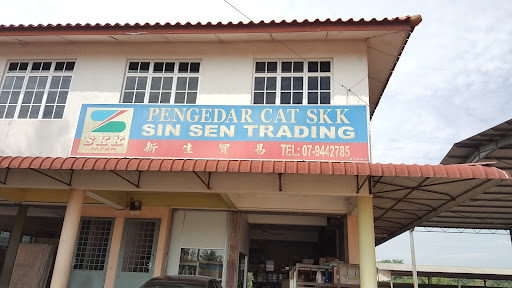 PENGEDAR CAT SKK
SIN SEN TRADING
SKK
JAPAN
新生貿易 TEL: 07-9442785